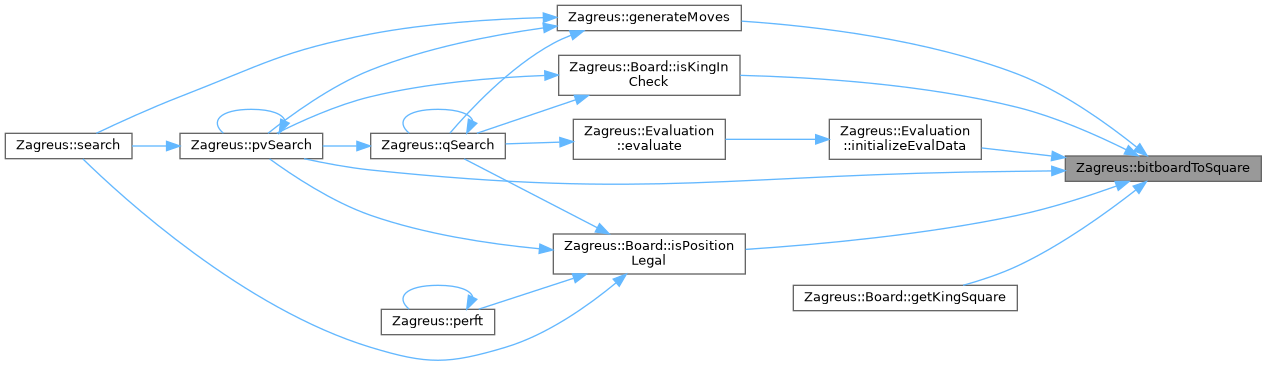 Zagreus::generateMoves
Zagreus::Board::isKingIn
Check
Zagreus::search
Zagreus::pvSearch
Zagreus::qSearch
Zagreus::Evaluation
::evaluate
Zagreus::Evaluation
::initializeEvalData
Zagreus::bitboardToSquare
Zagreus::Board::isPosition
Legal
Zagreus::Board::getKingSquare
Zagreus::perft